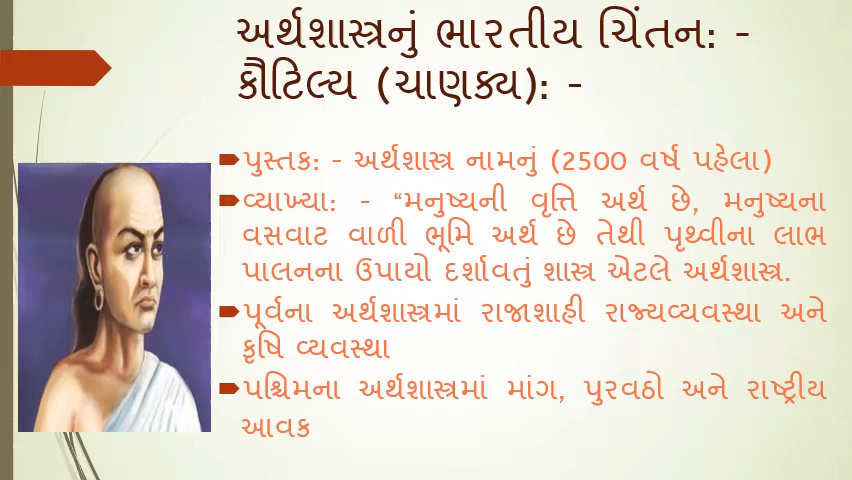 અર્થશાસ્ત્રનું ભારતીય ચિંતન: -
કૌટિલ્ય (ચાણક્ય): -
પુસ્તક: - અર્થશાસ્ત્ર નામનું (2500 વર્ષ પહેલા)
વ્યાખ્યા: - “મનુષ્યની વૃત્તિ અર્થ છે, મનુષ્યના
વસવાટ વાળી ભૂમિ અર્થ છે તેથી પૃથ્વીના લાભ
પાલનના ઉપાયો દર્શાવતું શાસ્ત્ર એટલે અર્થશાસ્ત્ર.
પૂર્વના અર્થશાસ્ત્રમાં રાજાશાહી રાજ્યવ્યવસ્થા અને
કૃષિ વ્યવસ્થા
પશ્ચિમના અર્થશાસ્ત્રમાં માંગ, પુરવઠો અને રાષ્ટ્રીય
આવક